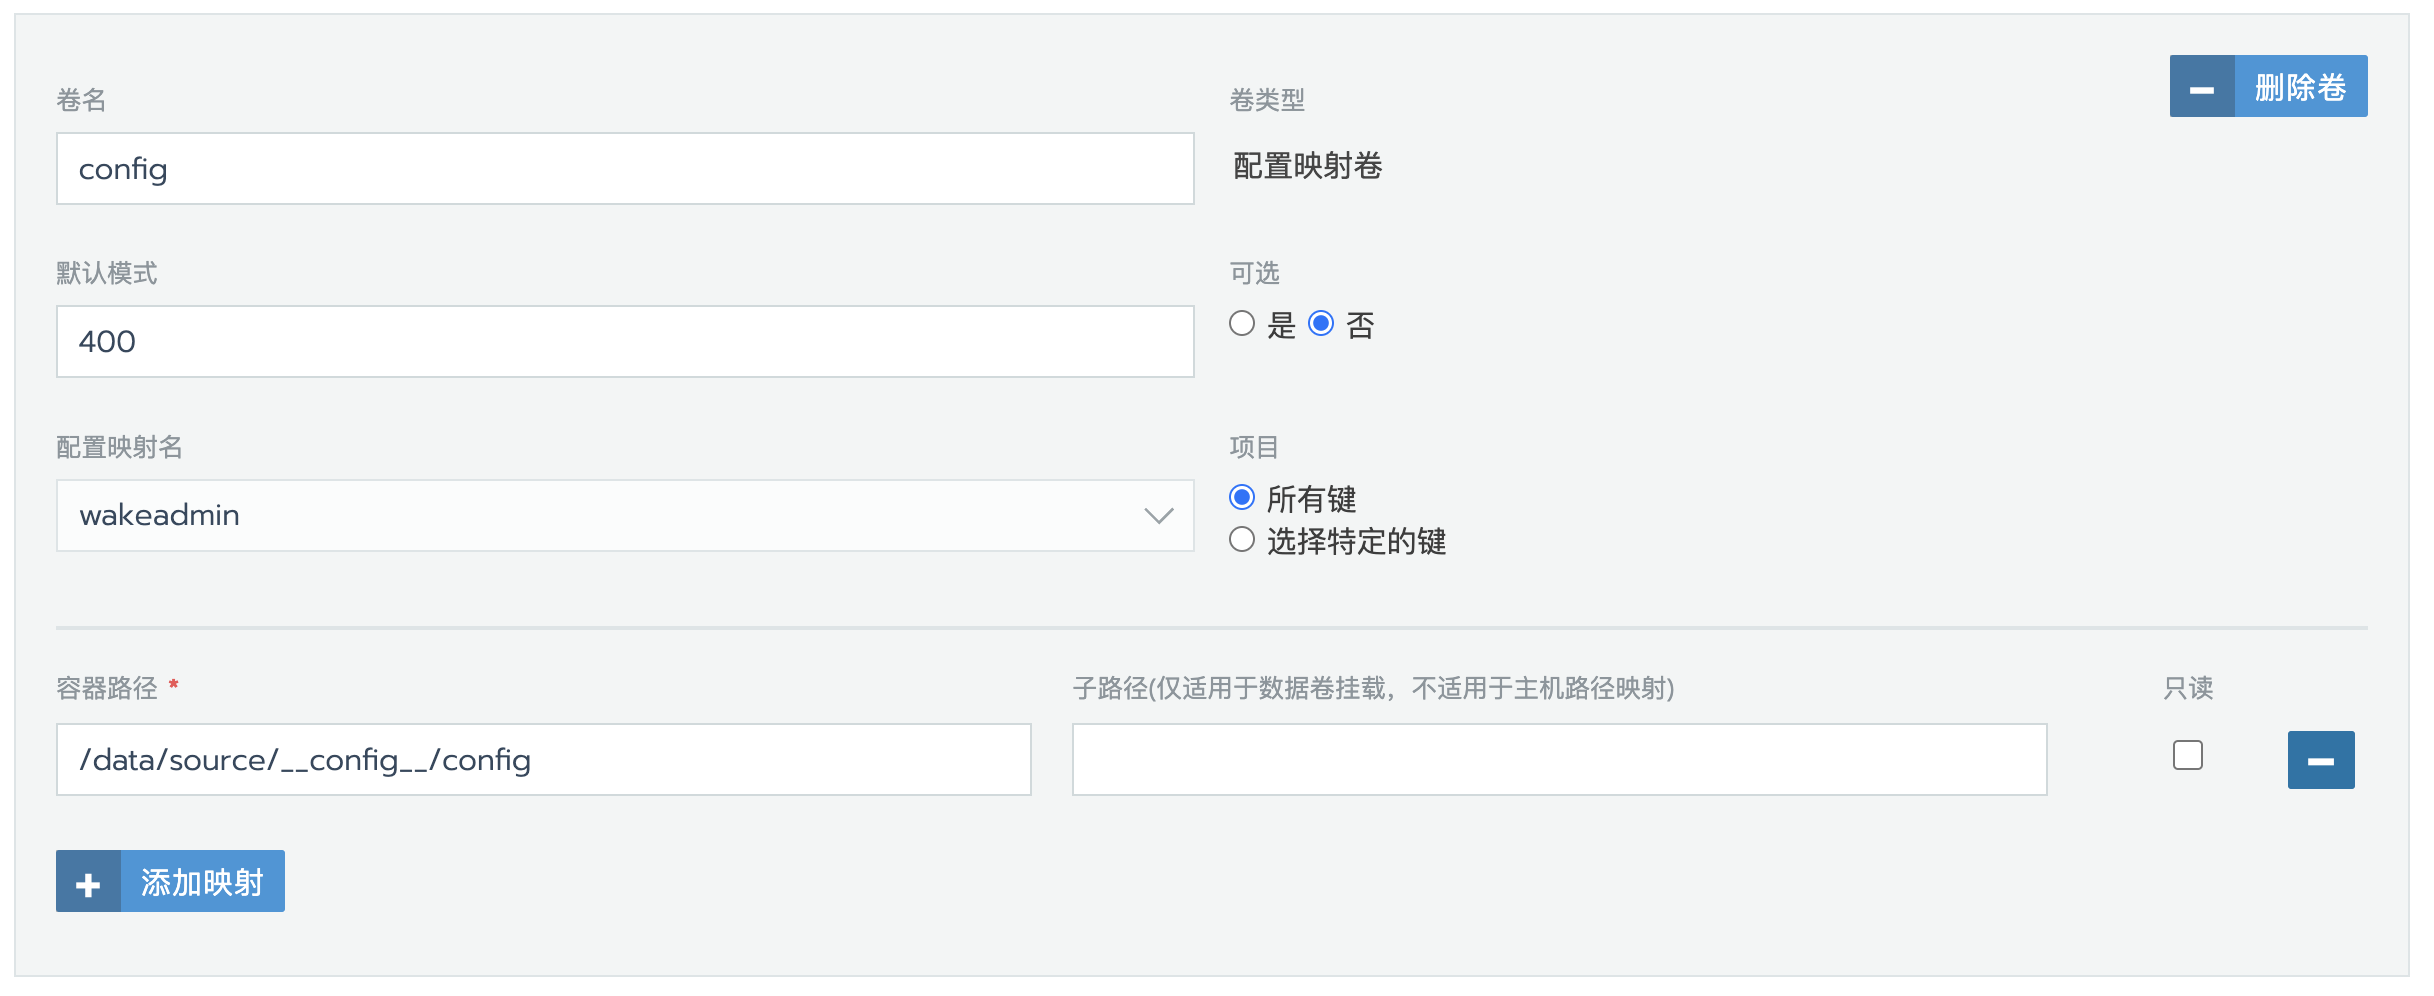 卷名
卷类型
删除卷
config
配置映射卷
默认模式
可选
400
是 否
配置映射名
项目
wakeadmin
所有键
选择特定的键
容器路径 *
子路径(仅适用于数据卷挂载，不适用于主机路径映射)
只读
/data/source/__config__/config
添加映射